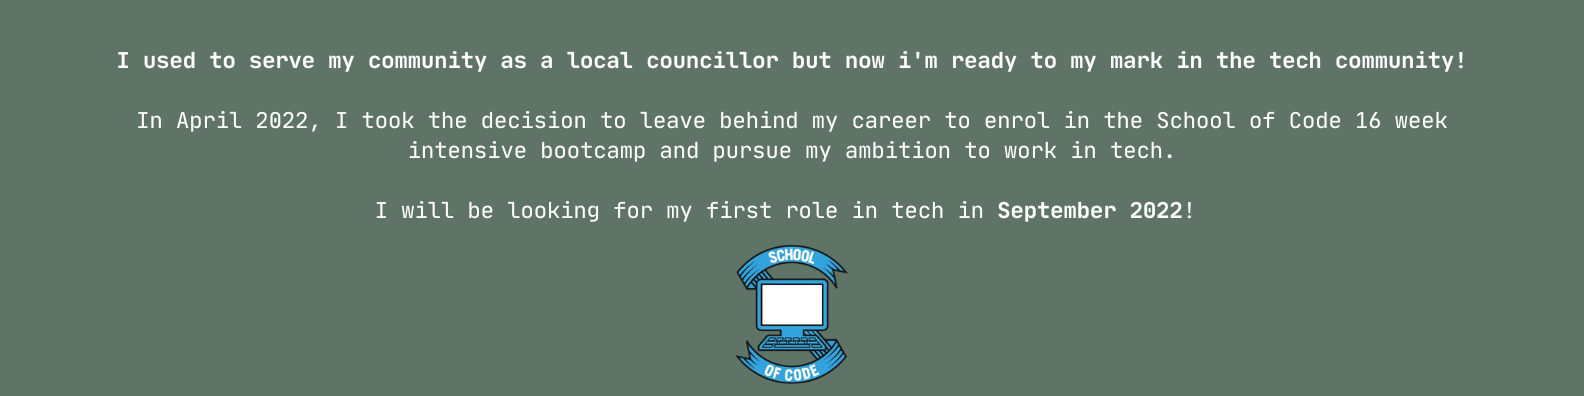 I used to serve my community as a local councillor but now i'm ready to my mark in the tech community!
In April 2022, I took the decision to leave behind my career to enrol in the School of Code 16 week
intensive bootcamp and pursue my ambition to work in tech.
I will be looking for my first role in tech in September 2022!
SCHOOL
OF CODE